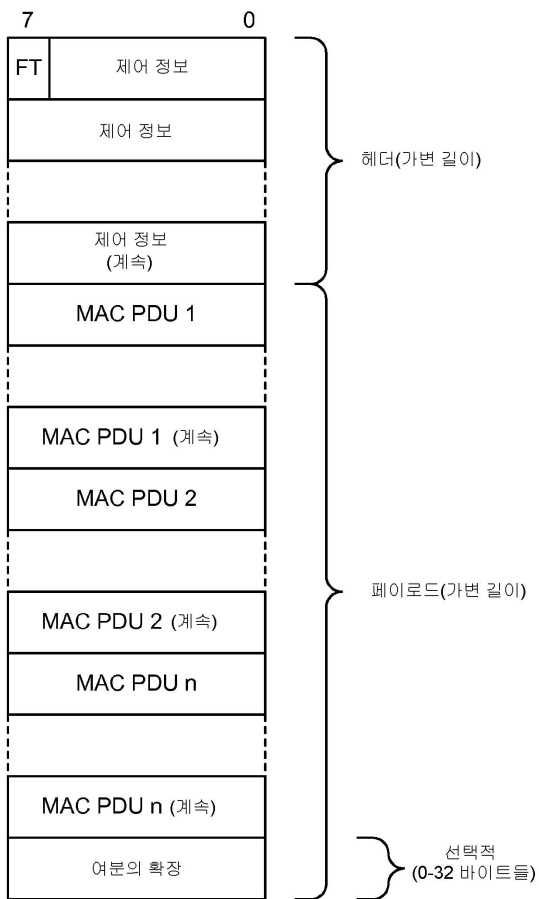 7 0
FT 제어 정보
제어 정보
헤더(가변 길이)
제어 정보
(계속)
MAC PDU 1
MAC PDU 1 (계속)
MAC PDU 2
페이로드(가변 길이)
MAC PDU 2 (계속)
MAC PDU n
MAC PDU n (계속)
여분의 확장
선택적
(0-32 바이트들)